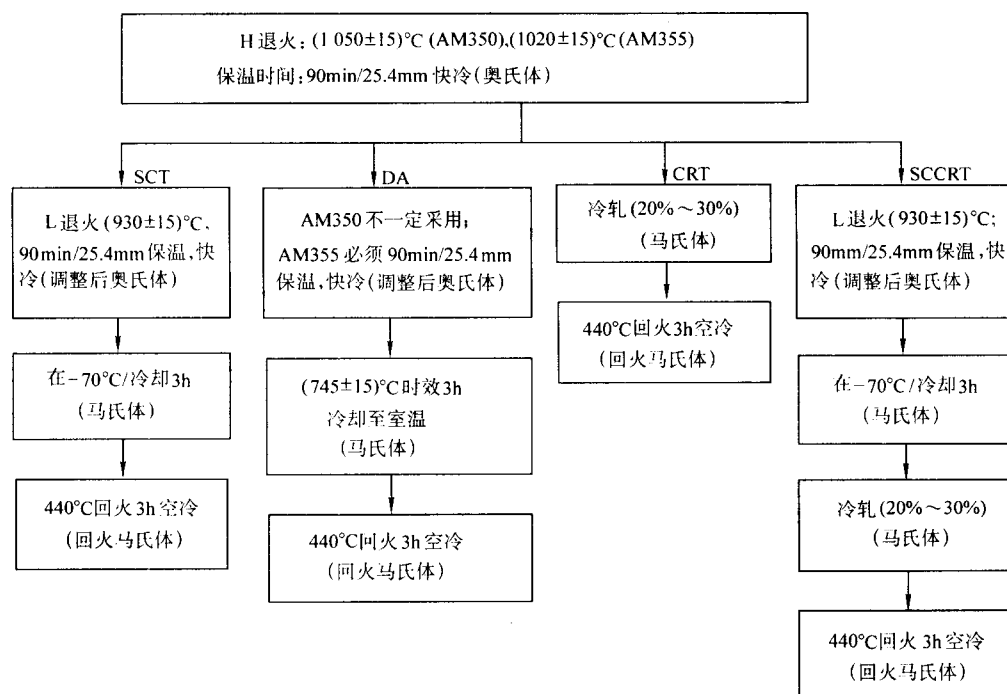 H退火:(1 050±15)°C(AM350),(1020±15)°C(AM355)
保温时间:90min/25.4mm 快冷(奥氏体)
SCT
L退火(930±15)°C、
90min/25.4mm保温,快
冷(调整后奥氏体)
在-70°C/冷却3h
(马氏体)
440°C回火3h空冷
(回火马氏体)
DA
AM350不一定采用;
AM355必须90min/25.4mm
保温,快冷(调整后奥氏体)
(745±15)°C时效3h
冷却至室温
(马氏体)
440°C回火3h空冷
(回火马氏体)
CRT
冷轧(20%~30%)
(马氏体)
440°C回火3h空冷
(回火马氏体)
SCCRT
L退火(930±15)°C;
90mm/25.4mm保温,快
冷(调整后奥氏体)
在-70°C/冷却3h
(马氏体)
冷轧(20%~30%)
(马氏体)
440°C回火3h空冷
(回火马氏体)